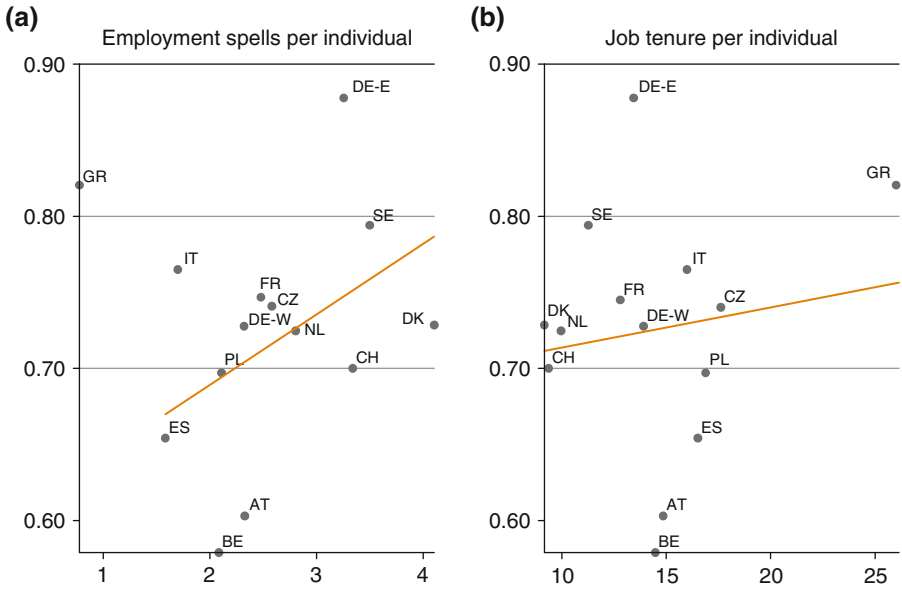 (a)
Employment spells per individual
0.90
0.80
0.70
0.60
DE-E
GR
SE
IT
FR
CZ
DE-W
NL
DK
PL
CH
ES
AT
BE
1 2 3 4
(b)
Job tenure per individual
0.90
0.80
0.70
0.60
DE-E
GR
SE
IT
FR
CZ
DK
NL
DE-W
CH
PL
ES
AT
BE
10 15 20 25